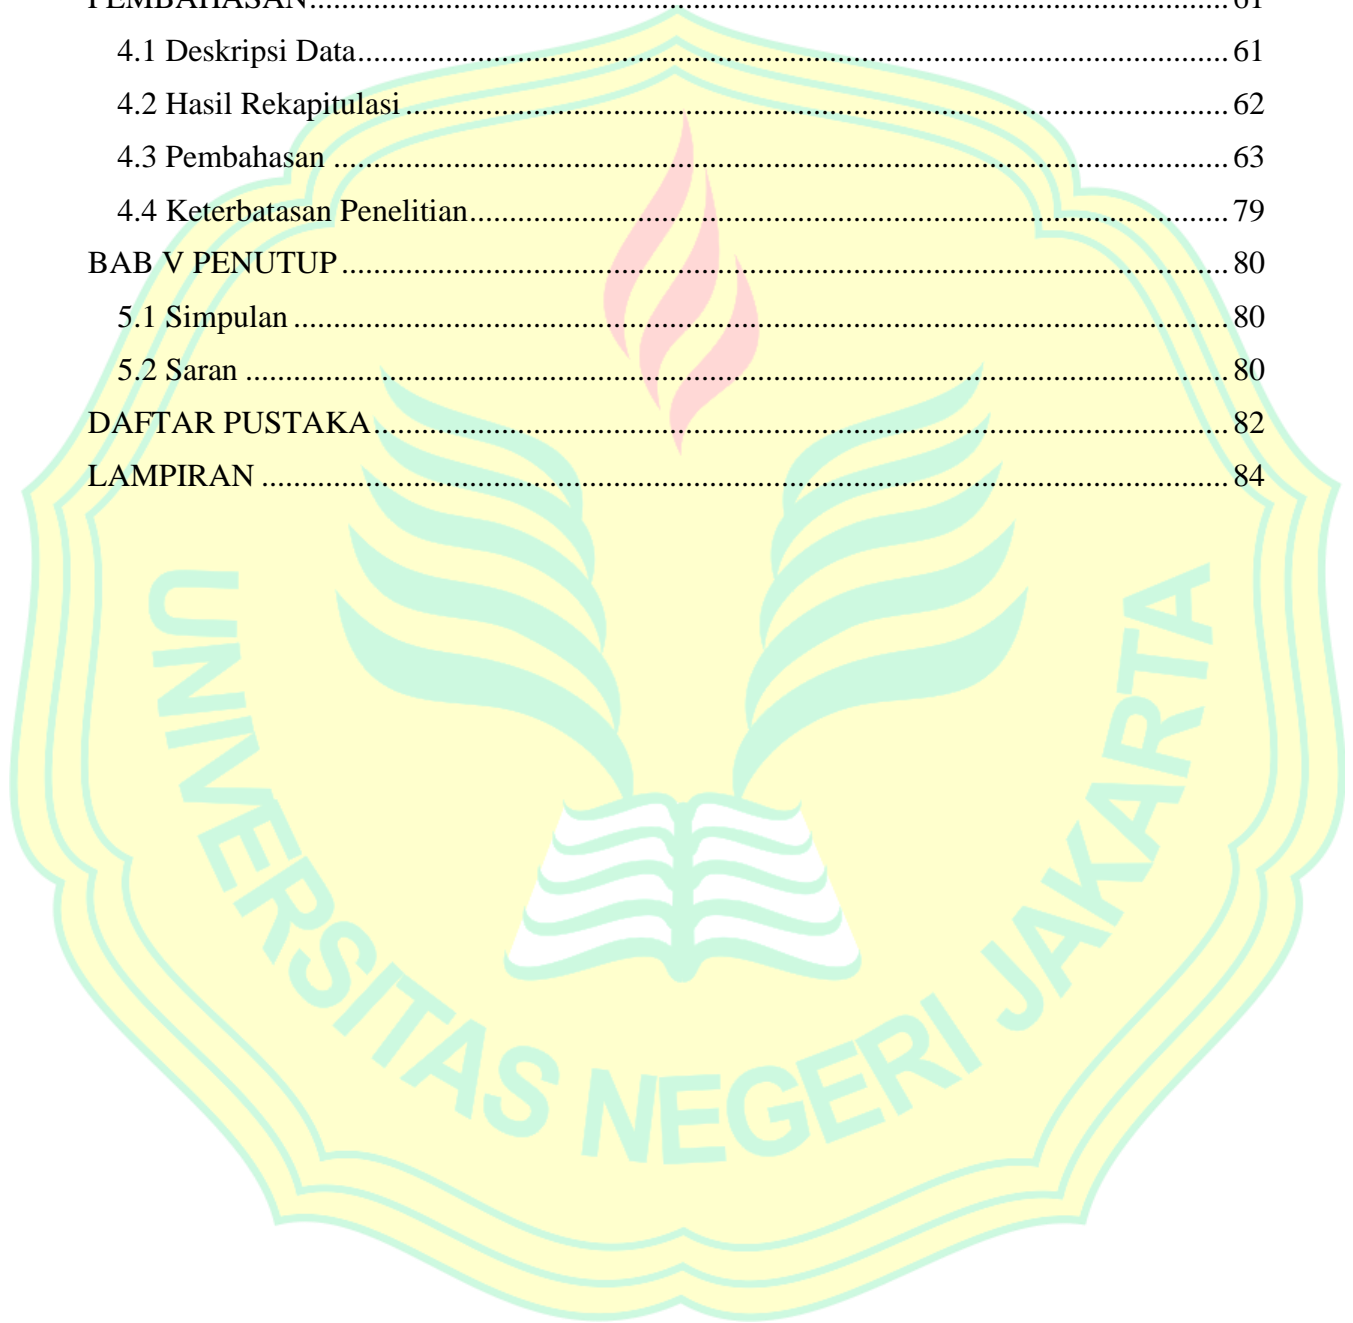 PEMBAHASAN........................................................................................................................ 61
4.1 Deskripsi Data............................................................................................................. 61
4.2 Hasil Rekapitulasi....................................................................................................... 62
4.3 Pembahasan ................................................................................................................ 63
4.4 Keterbatasan Penelitian............................................................................................... 79
BAB V PENUTUP ............................................................................................................... 80
5.1 Simpulan ..................................................................................................................... 80
5.2 Saran ........................................................................................................................... 80
DAFTAR PUSTAKA........................................................................................................... 82
LAMPIRAN ......................................................................................................................... 84
UNIVERSITAS NEGERI JAKARTA